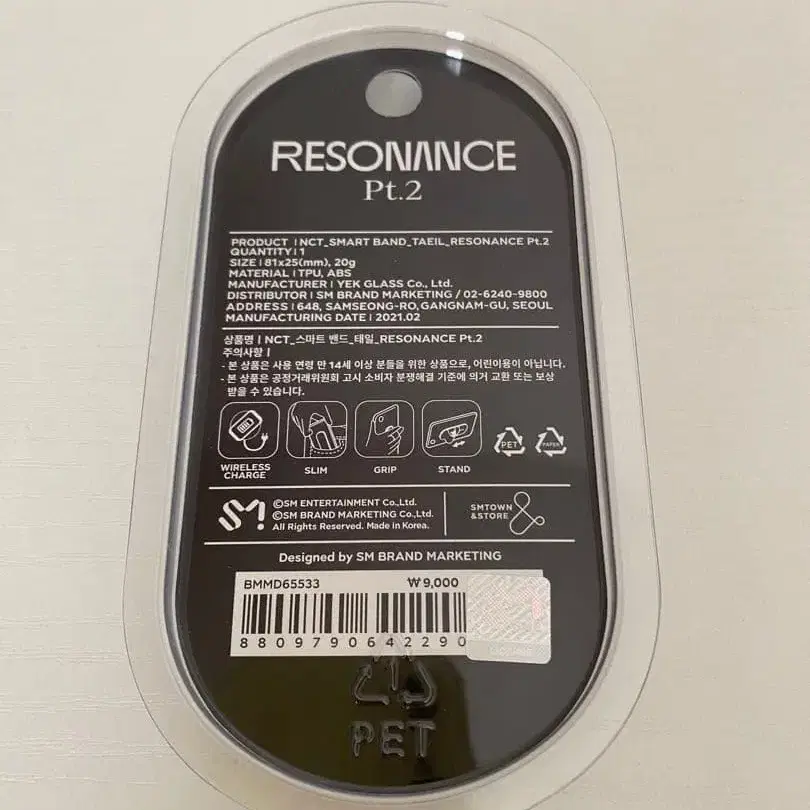 RESONANCE
Pt.2
PRODUCT | NCT_SMART BAND_TAEIL_RESONANCE Pt.2
QUANTITY | 1
SIZE | 81x25(mm), 20g
MATERIAL | TPU, ABS
MANUFACTURER | YEK GLASS Co., Ltd.
DISTRIBUTOR | SM BRAND MARKETING / 02-6240-9800
ADDRESS | 648, SAMSEONG-RO, GANGNAM-GU, SEOUL
MANUFACTURING DATE | 2021.02
상품명 | NCT_스마트 밴드_태일_RESONANCE Pt.2
주의사항 |
- 본 상품은 사용 연령 만 14세 이상 분들을 위한 상품으로, 어린이용이 아닙니다.
- 본 상품은 공정거래위원회 고시 소비자 분쟁해결 기준에 의거 교환 또는 보상
받을 수 있습니다.
PET PAPER
WIRELESS CHARGE SLIM GRIP STAND
SM
©SM ENTERTAINMENT Co.,Ltd.
©SM BRAND MARKETING Co.,Ltd.
All Rights Reserved. Made in Korea.
SMTOWN
&STORE
Designed by SM BRAND MARKETING
BMMD65533 ₩9,000
8809790642290
1
PET